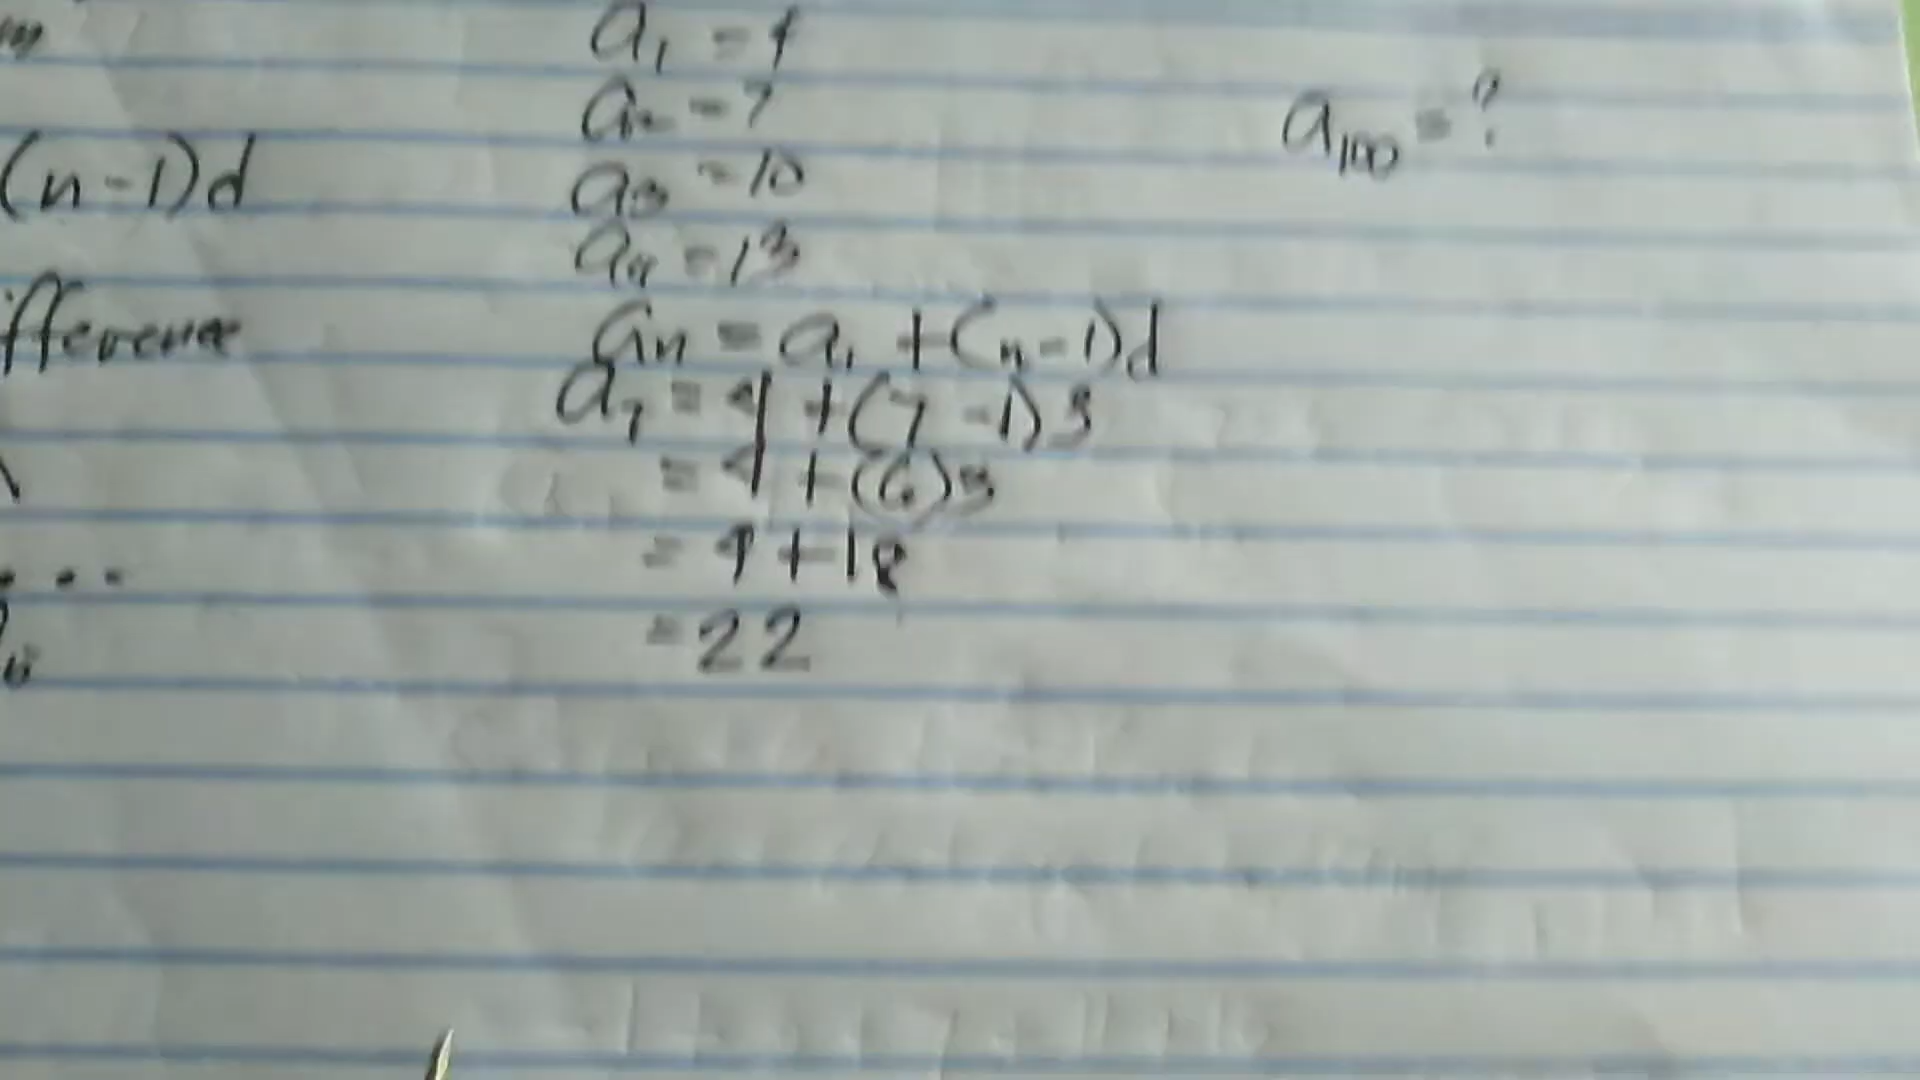 (n-1)d
ifference
...
a₁ = 4
a₂ = 7
a₃ = 10
a₄ = 13
aₙ = a₁ + (n-1)d
a₇ = 4 + (7-1)3
= 4 + (6)3
= 4 + 18
= 22
a₁₀₀ = ?